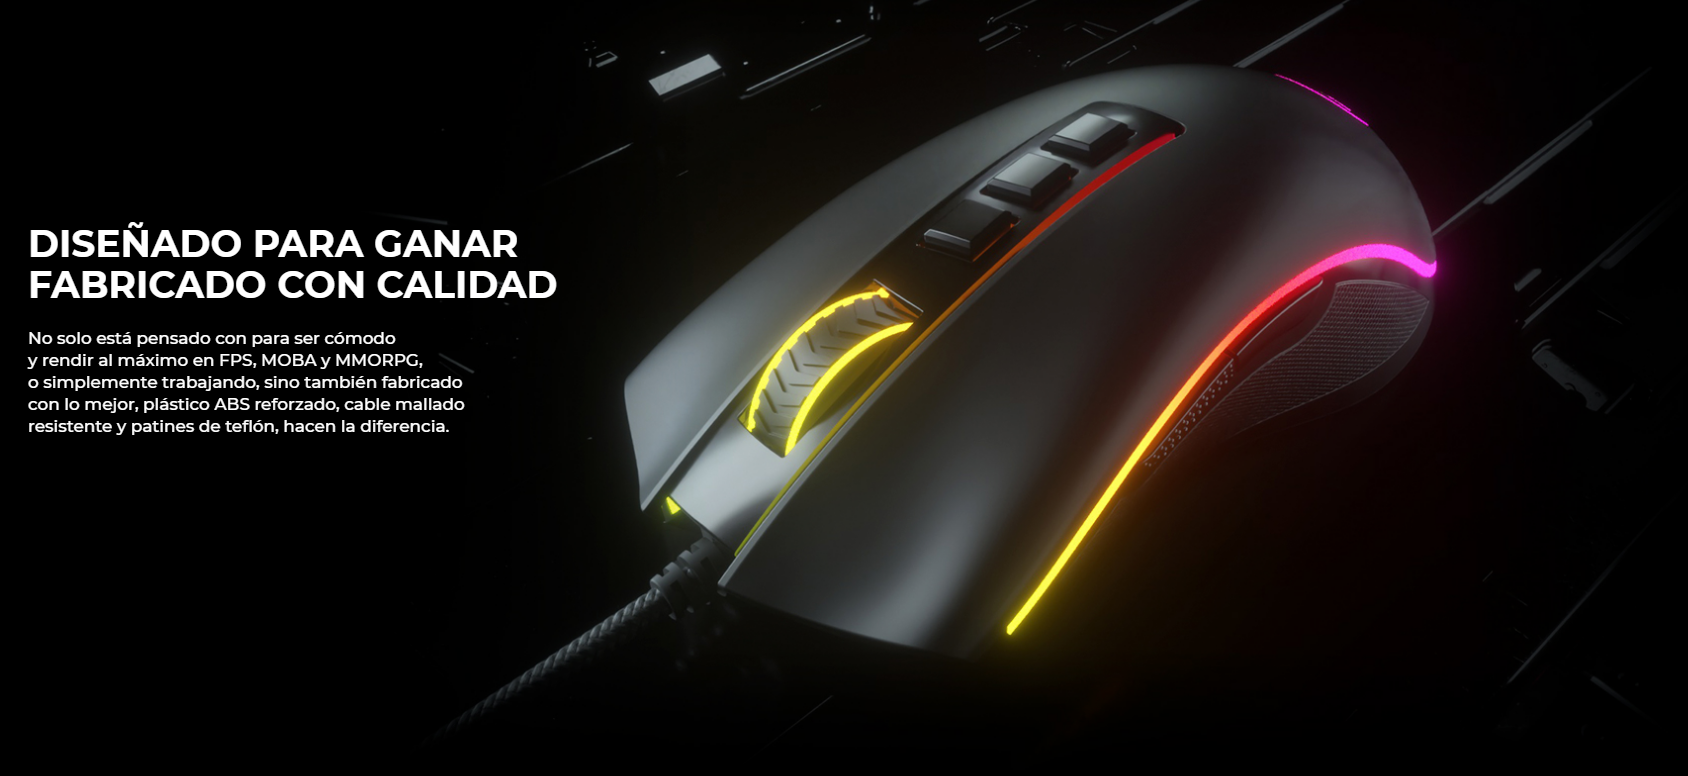 DISEÑADO PARA GANAR
FABRICADO CON CALIDAD
No solo está pensado con para ser cómodo
y rendir al máximo en FPS, MOBA y MMORPG,
o simplemente trabajando, sino también fabricado
con lo mejor, plástico ABS reforzado, cable mallado
resistente y patines de teflón, hacen la diferencia.